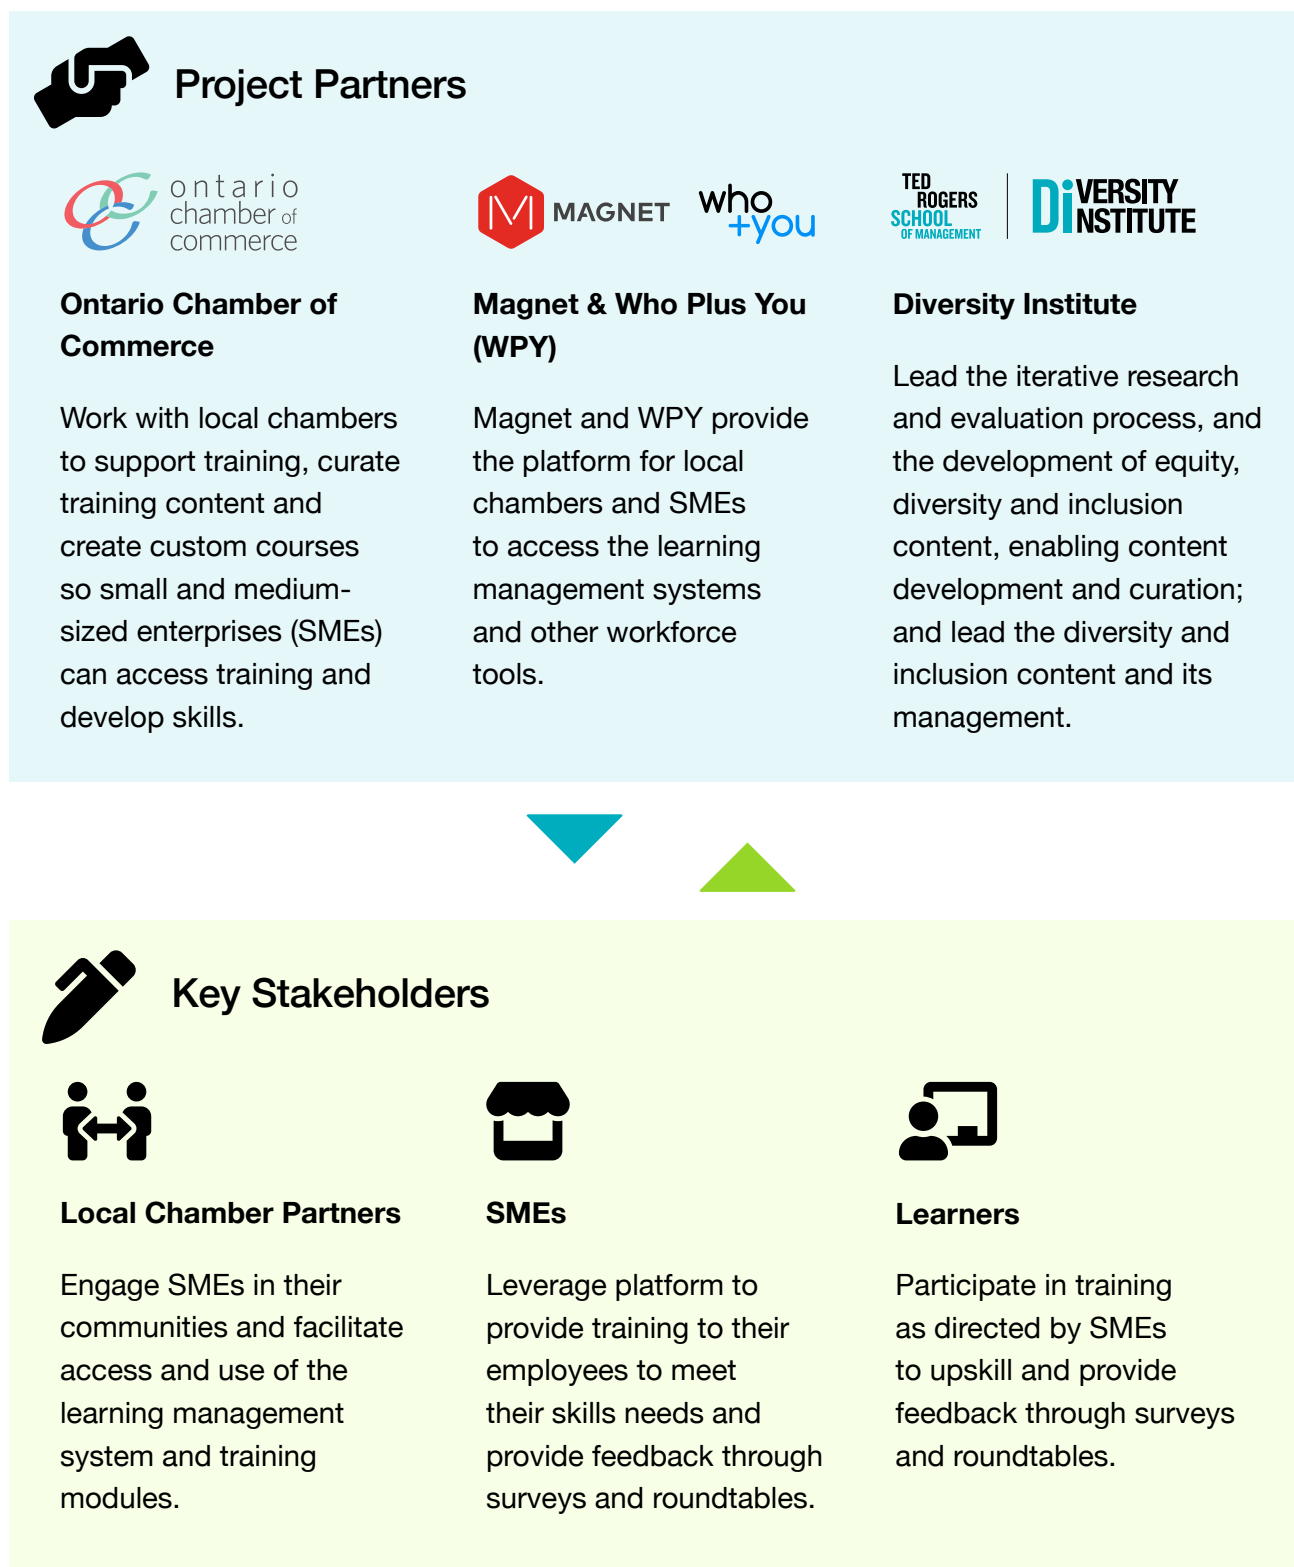 Project Partners
ontario
chamber of
commerce
MAGNET
who
+you
TED
ROGERS
SCHOOL
OF MANAGEMENT
DiVERSITY
iNSTITUTE
Ontario Chamber of
Commerce
Work with local chambers
to support training, curate
training content and
create custom courses
so small and medium-
sized enterprises (SMEs)
can access training and
develop skills.
Magnet & Who Plus You
(WPY)
Magnet and WPY provide
the platform for local
chambers and SMEs
to access the learning
management systems
and other workforce
tools.
Diversity Institute
Lead the iterative research
and evaluation process, and
the development of equity,
diversity and inclusion
content, enabling content
development and curation;
and lead the diversity and
inclusion content and its
management.
Key Stakeholders
Local Chamber Partners
Engage SMEs in their
communities and facilitate
access and use of the
learning management
system and training
modules.
SMEs
Leverage platform to
provide training to their
employees to meet
their skills needs and
provide feedback through
surveys and roundtables.
Learners
Participate in training
as directed by SMEs
to upskill and provide
feedback through surveys
and roundtables.